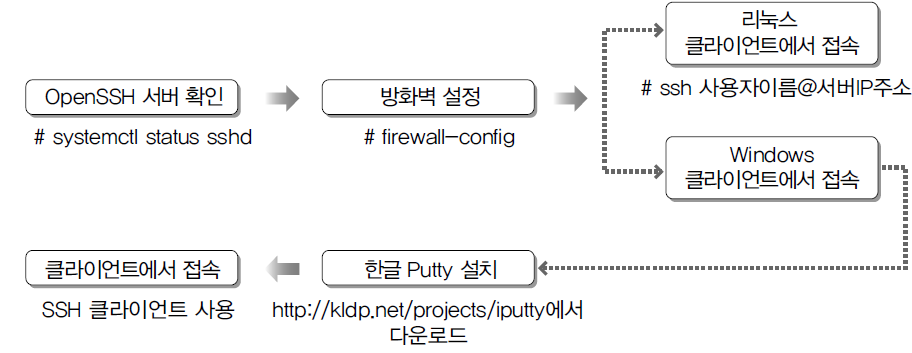 OpenSSH 서버 확인
# systemctl status sshd
방화벽 설정
# firewall-config
리눅스
클라이언트에서 접속
# ssh 사용자이름@서버IP주소
Windows
클라이언트에서 접속
한글 Putty 설치
http://kldp.net/projects/iputty에서
다운로드
클라이언트에서 접속
SSH 클라이언트 사용